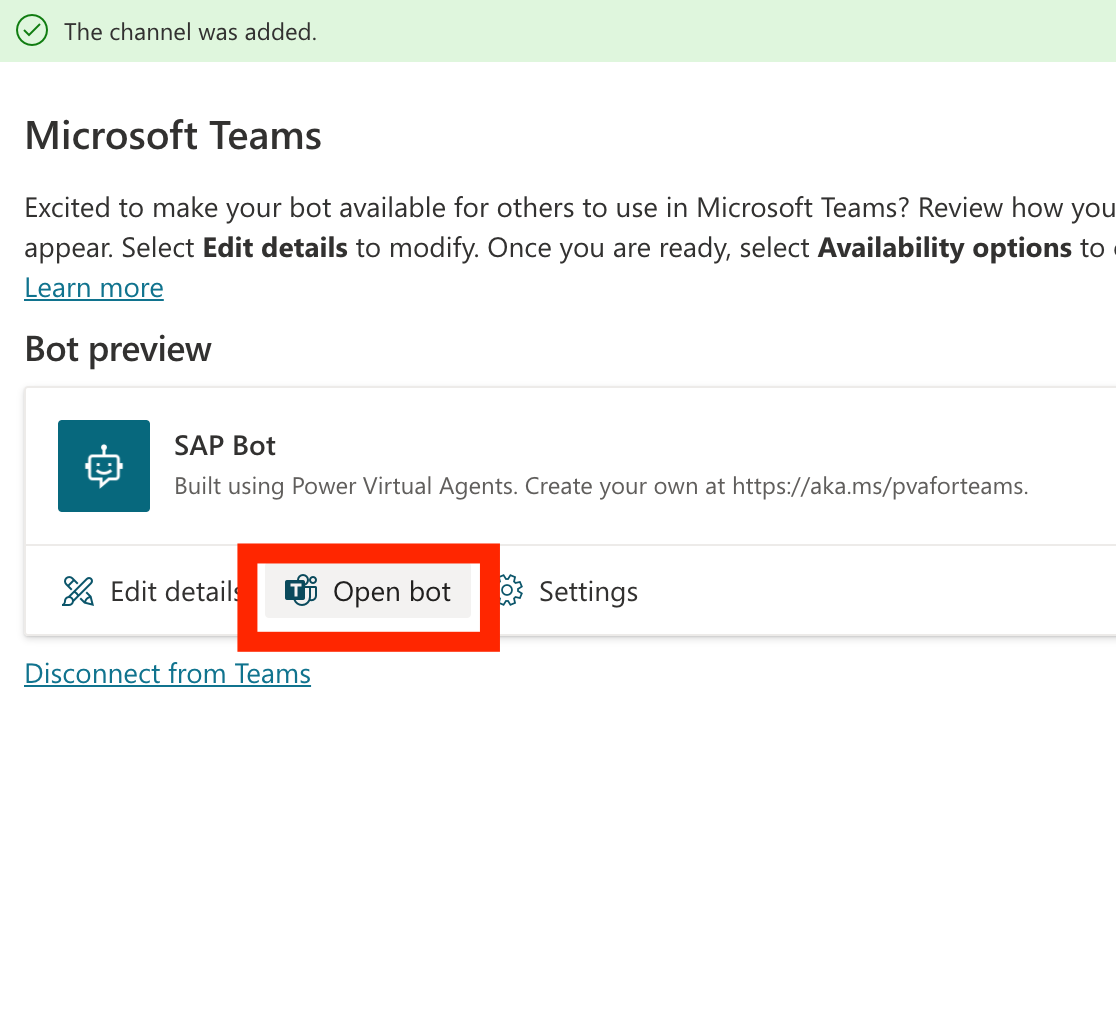 The channel was added.
Microsoft Teams
Excited to make your bot available for others to use in Microsoft Teams? Review how you
appear. Select Edit details to modify. Once you are ready, select Availability options to
Learn more
Bot preview
SAP Bot
Built using Power Virtual Agents. Create your own at https://aka.ms/pvaforteams.
Edit details Open bot Settings
Disconnect from Teams